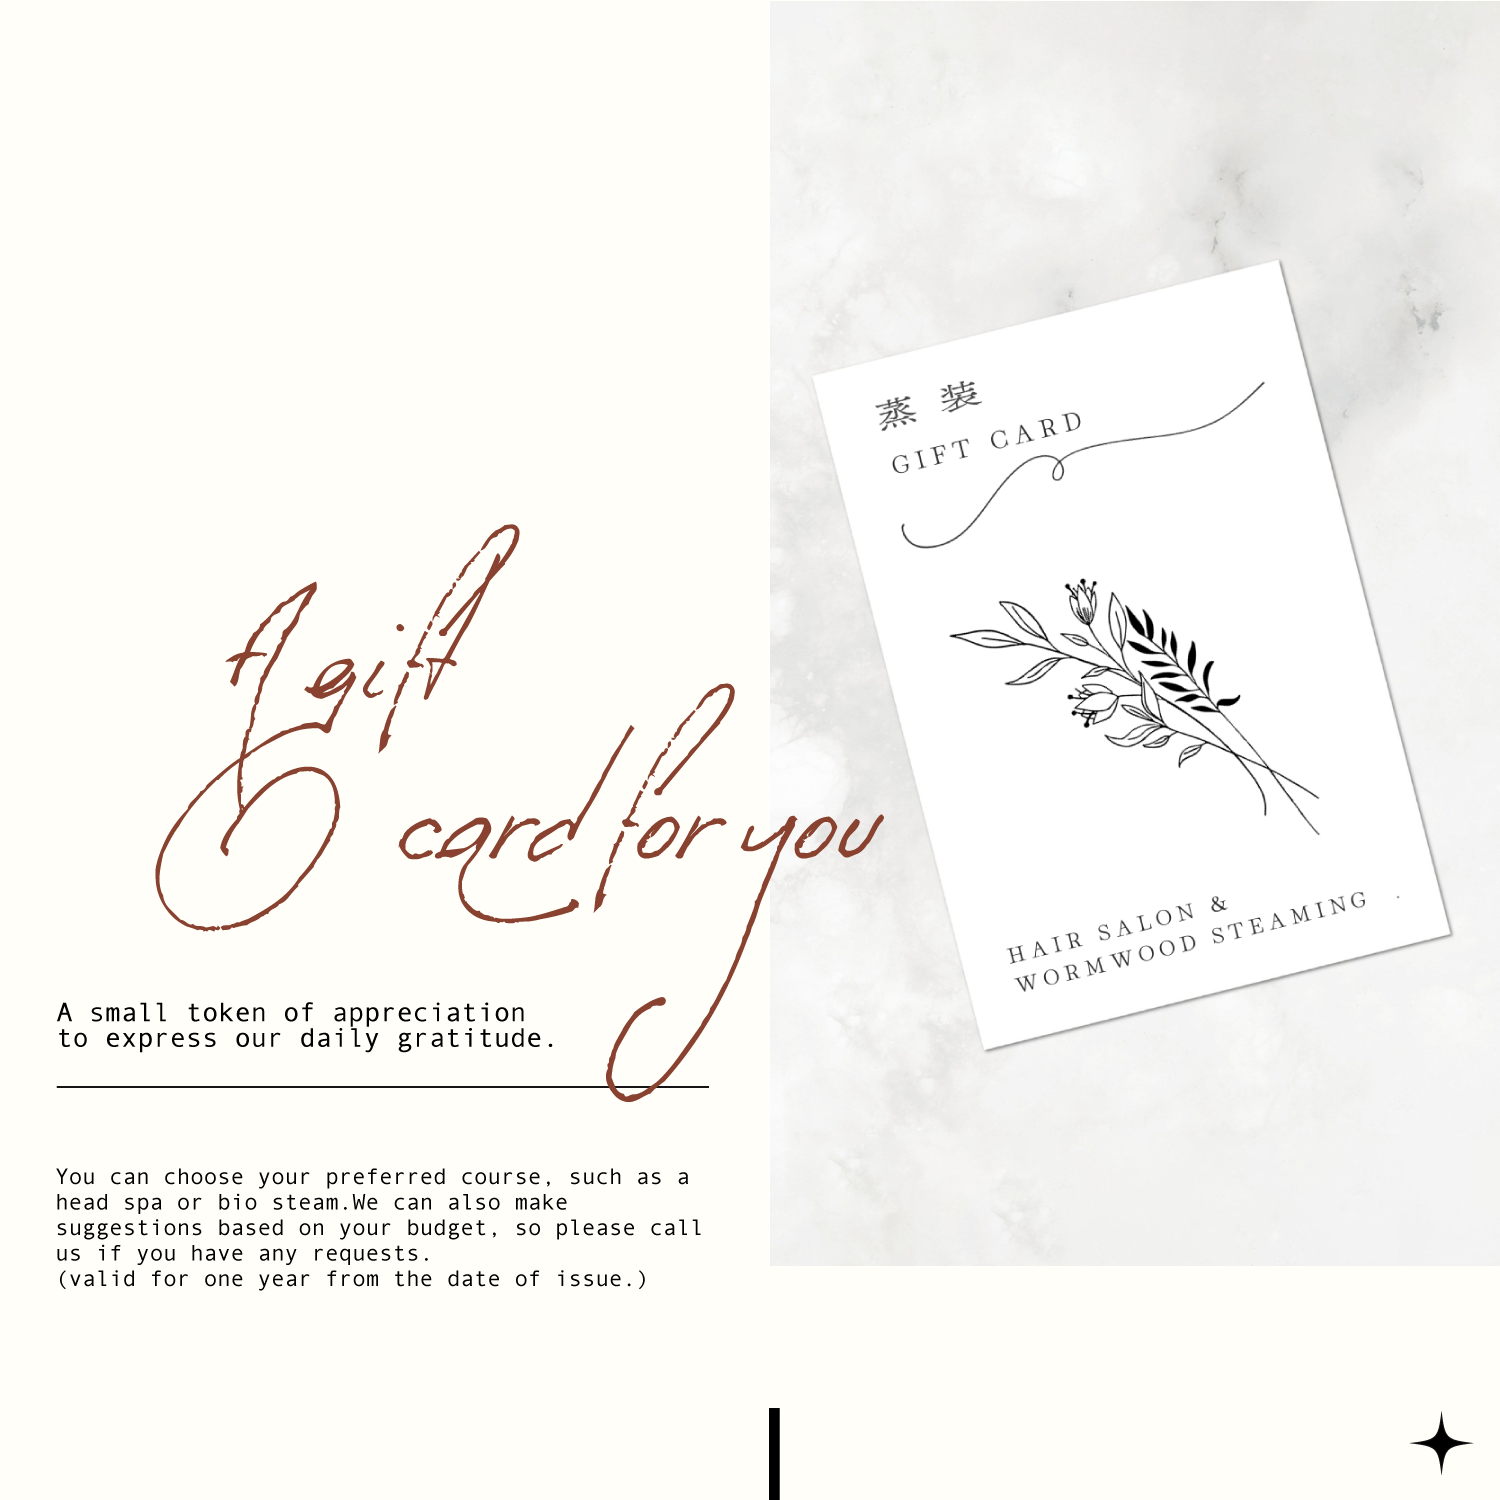 A gift
card for you
A small token of appreciation
to express our daily gratitude.
You can choose your preferred course, such as a
head spa or bio steam.We can also make
suggestions based on your budget, so please call
us if you have any requests.
(valid for one year from the date of issue.)
蒸装
GIFT CARD
HAIR SALON &
WORMWOOD STEAMING